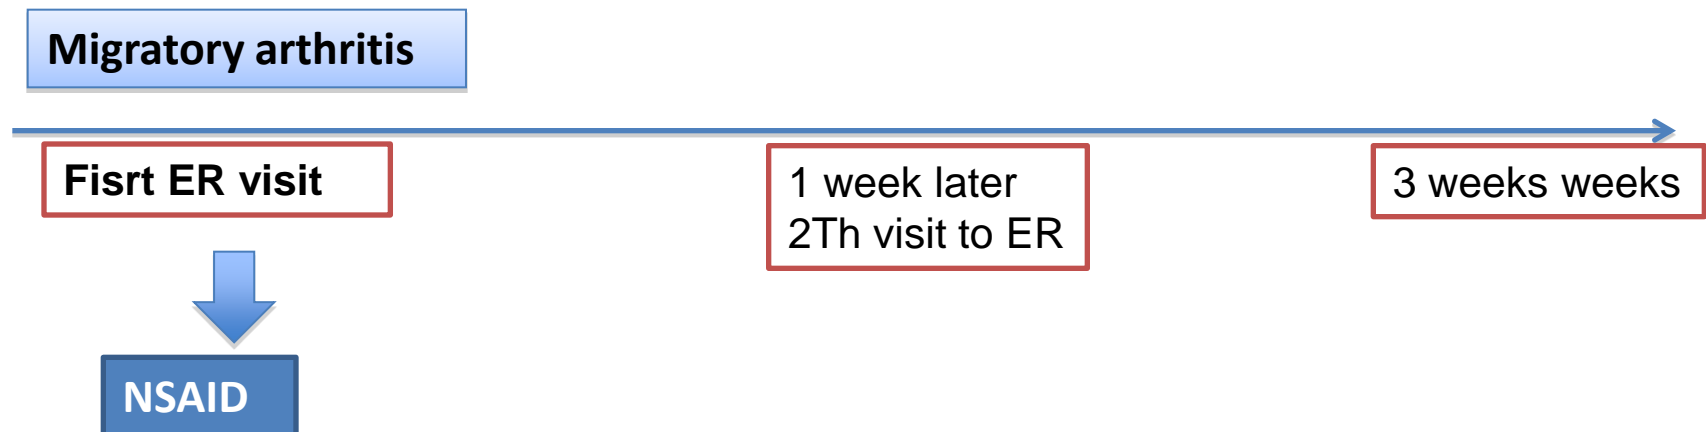 Migratory arthritis
Fisrt ER visit
1 week later
2Th visit to ER
3 weeks weeks
NSAID